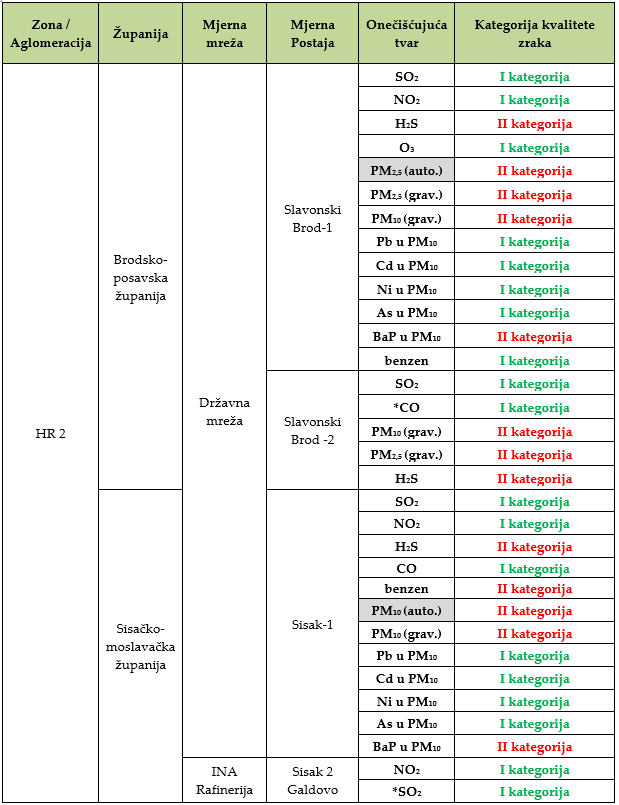 Zona / Aglomeracija
Županija
Mjerna mreža
Mjerna Postaja
Onečišćujuća tvar
Kategorija kvalitete zraka
HR 2
Brodsko-posavska županija
Državna mreža
Slavonski Brod-1
SO₂ I kategorija
NO₂ I kategorija
H₂S II kategorija
O₃ I kategorija
PM₂,₅ (auto.) II kategorija
PM₂,₅ (grav.) II kategorija
PM₁₀ (grav.) II kategorija
Pb u PM₁₀ I kategorija
Cd u PM₁₀ I kategorija
Ni u PM₁₀ I kategorija
As u PM₁₀ I kategorija
BaP u PM₁₀ II kategorija
benzen I kategorija
Slavonski Brod -2
SO₂ I kategorija
*CO I kategorija
PM₁₀ (grav.) II kategorija
PM₂,₅ (grav.) II kategorija
H₂S II kategorija
Sisačko-moslavačka županija
Sisak-1
SO₂ I kategorija
NO₂ I kategorija
H₂S II kategorija
CO I kategorija
benzen II kategorija
PM₁₀ (auto.) II kategorija
PM₁₀ (grav.) II kategorija
Pb u PM₁₀ I kategorija
Cd u PM₁₀ I kategorija
Ni u PM₁₀ I kategorija
As u PM₁₀ I kategorija
BaP u PM₁₀ II kategorija
INA Rafinerija
Sisak 2 Galdovo
NO₂ I kategorija
*SO₂ I kategorija